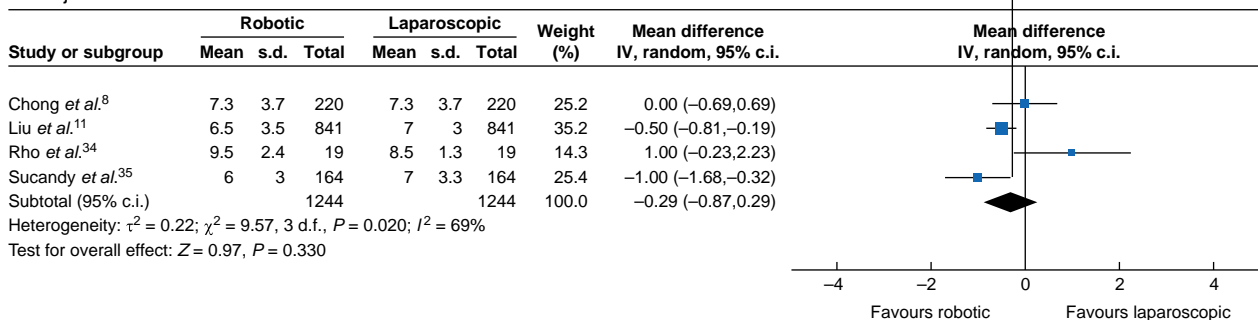 Robotic Laparoscopic Weight Mean difference Mean difference
Study or subgroup Mean s.d. Total Mean s.d. Total (%) IV, random, 95% c.i. IV, random, 95% c.i.
Chong et al.8 7.3 3.7 220 7.3 3.7 220 25.2 0.00 (−0.69,0.69)
Liu et al.11 6.5 3.5 841 7 3 841 35.2 −0.50 (−0.81,−0.19)
Rho et al.34 9.5 2.4 19 8.5 1.3 19 14.3 1.00 (−0.23,2.23)
Sucandy et al.35 6 3 164 7 3.3 164 25.4 −1.00 (−1.68,−0.32)
Subtotal (95% c.i.) 1244 1244 100.0 −0.29 (−0.87,0.29)
Heterogeneity: τ2 = 0.22; χ2 = 9.57, 3 d.f., P = 0.020; I2 = 69%
Test for overall effect: Z = 0.97, P = 0.330
−4 −2 0 2 4
Favours robotic Favours laparoscopic